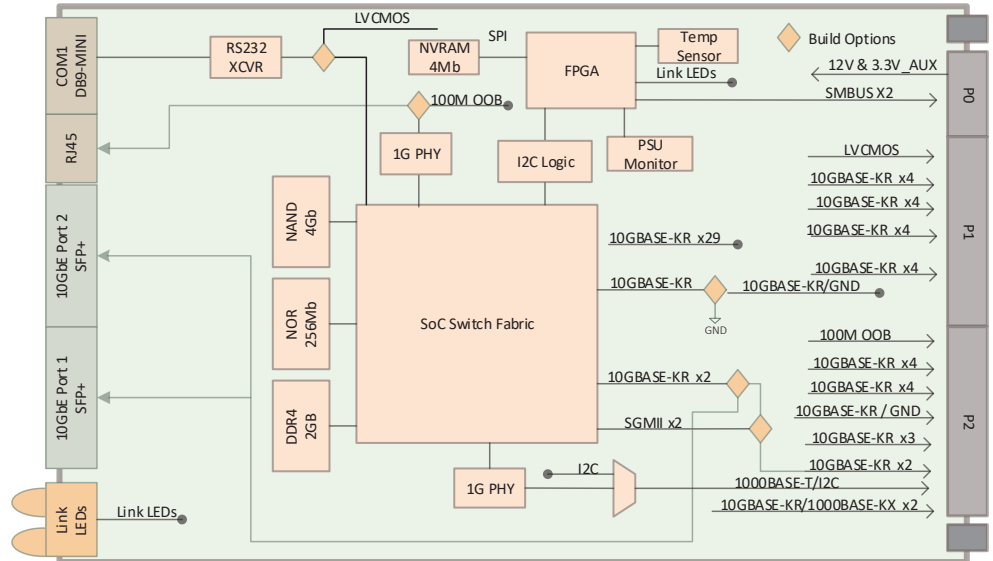 LVCMOS
COM1
DB9-MINI
RS232
XCVR
NVRAM
4Mb
SPI
FPGA
Temp
Sensor
Link LEDs
Build Options
12V & 3.3V_AUX
SMBUS X2
P0
RJ45
100M OOB
1G PHY
I2C Logic
PSU
Monitor
LVCMOS
10GBASE-KR x4
10GBASE-KR x4
10GBASE-KR x4
10GBASE-KR x4
P1
10GbE Port 2
SFP+
NAND
4Gb
10GBASE-KR x29
10GBASE-KR
10GBASE-KR/GND
GND
NOR
256Mb
SoC Switch Fabric
10GbE Port 1
SFP+
DDR4
2GB
10GBASE-KR x2
SGMII x2
100M OOB
10GBASE-KR x4
10GBASE-KR x4
10GBASE-KR / GND
10GBASE-KR x3
10GBASE-KR x2
1000BASE-T/I2C
10GBASE-KR/1000BASE-KX x2
P2
I2C
1G PHY
Link
LEDs
Link LEDs